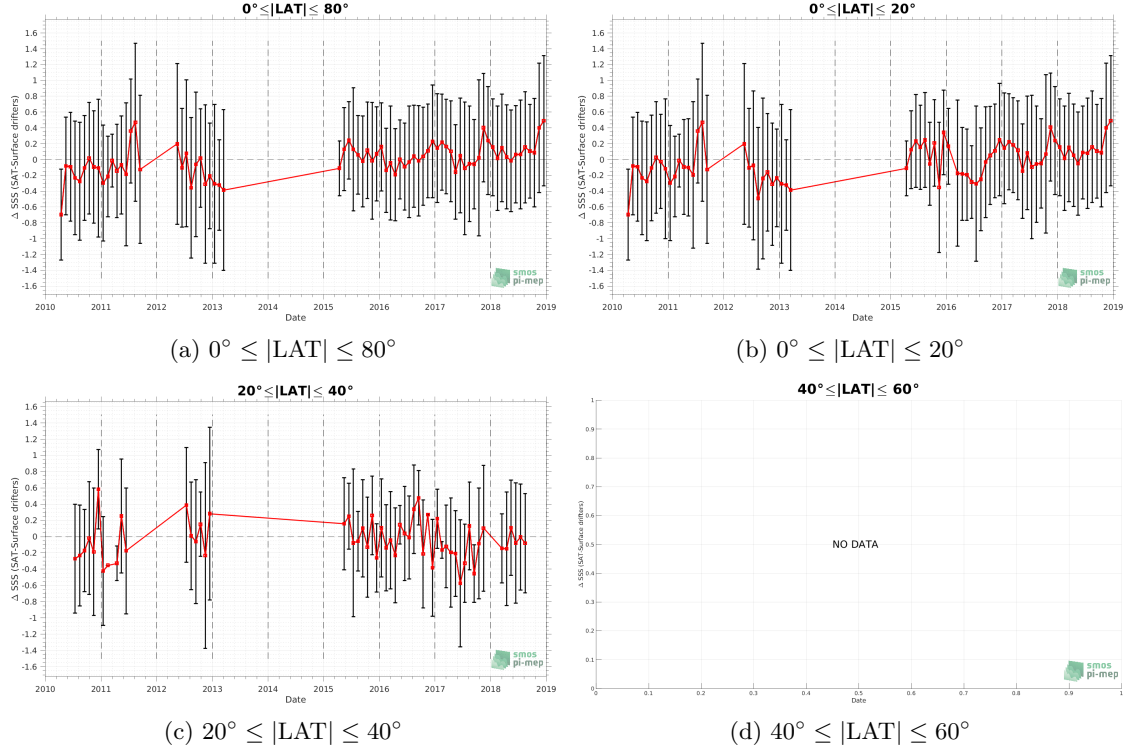 0°≤|LAT|≤ 80°
1.6
1.4
1.2
1
0.8
0.6
0.4
0.2
0
-0.2
-0.4
-0.6
-0.8
-1
-1.2
-1.4
-1.6
Δ SSS (SAT-Surface drifters)
2010 2011 2012 2013 2014 2015 2016 2017 2018 2019
Date
smos
pi-mep
(a) 0° ≤ |LAT| ≤ 80°
0°≤|LAT|≤ 20°
1.6
1.4
1.2
1
0.8
0.6
0.4
0.2
0
-0.2
-0.4
-0.6
-0.8
-1
-1.2
-1.4
-1.6
Δ SSS (SAT-Surface drifters)
2010 2011 2012 2013 2014 2015 2016 2017 2018 2019
Date
smos
pi-mep
(b) 0° ≤ |LAT| ≤ 20°
20°≤|LAT|≤ 40°
1.6
1.4
1.2
1
0.8
0.6
0.4
0.2
0
-0.2
-0.4
-0.6
-0.8
-1
-1.2
-1.4
-1.6
Δ SSS (SAT-Surface drifters)
2010 2011 2012 2013 2014 2015 2016 2017 2018 2019
Date
smos
pi-mep
(c) 20° ≤ |LAT| ≤ 40°
40°≤|LAT|≤ 60°
1
0.9
0.8
0.7
0.6
0.5
0.4
0.3
0.2
0.1
0
Δ SSS (SAT-Surface drifters)
NO DATA
0 0.1 0.2 0.3 0.4 0.5 0.6 0.7 0.8 0.9 1
Date
smos
pi-mep
(d) 40° ≤ |LAT| ≤ 60°